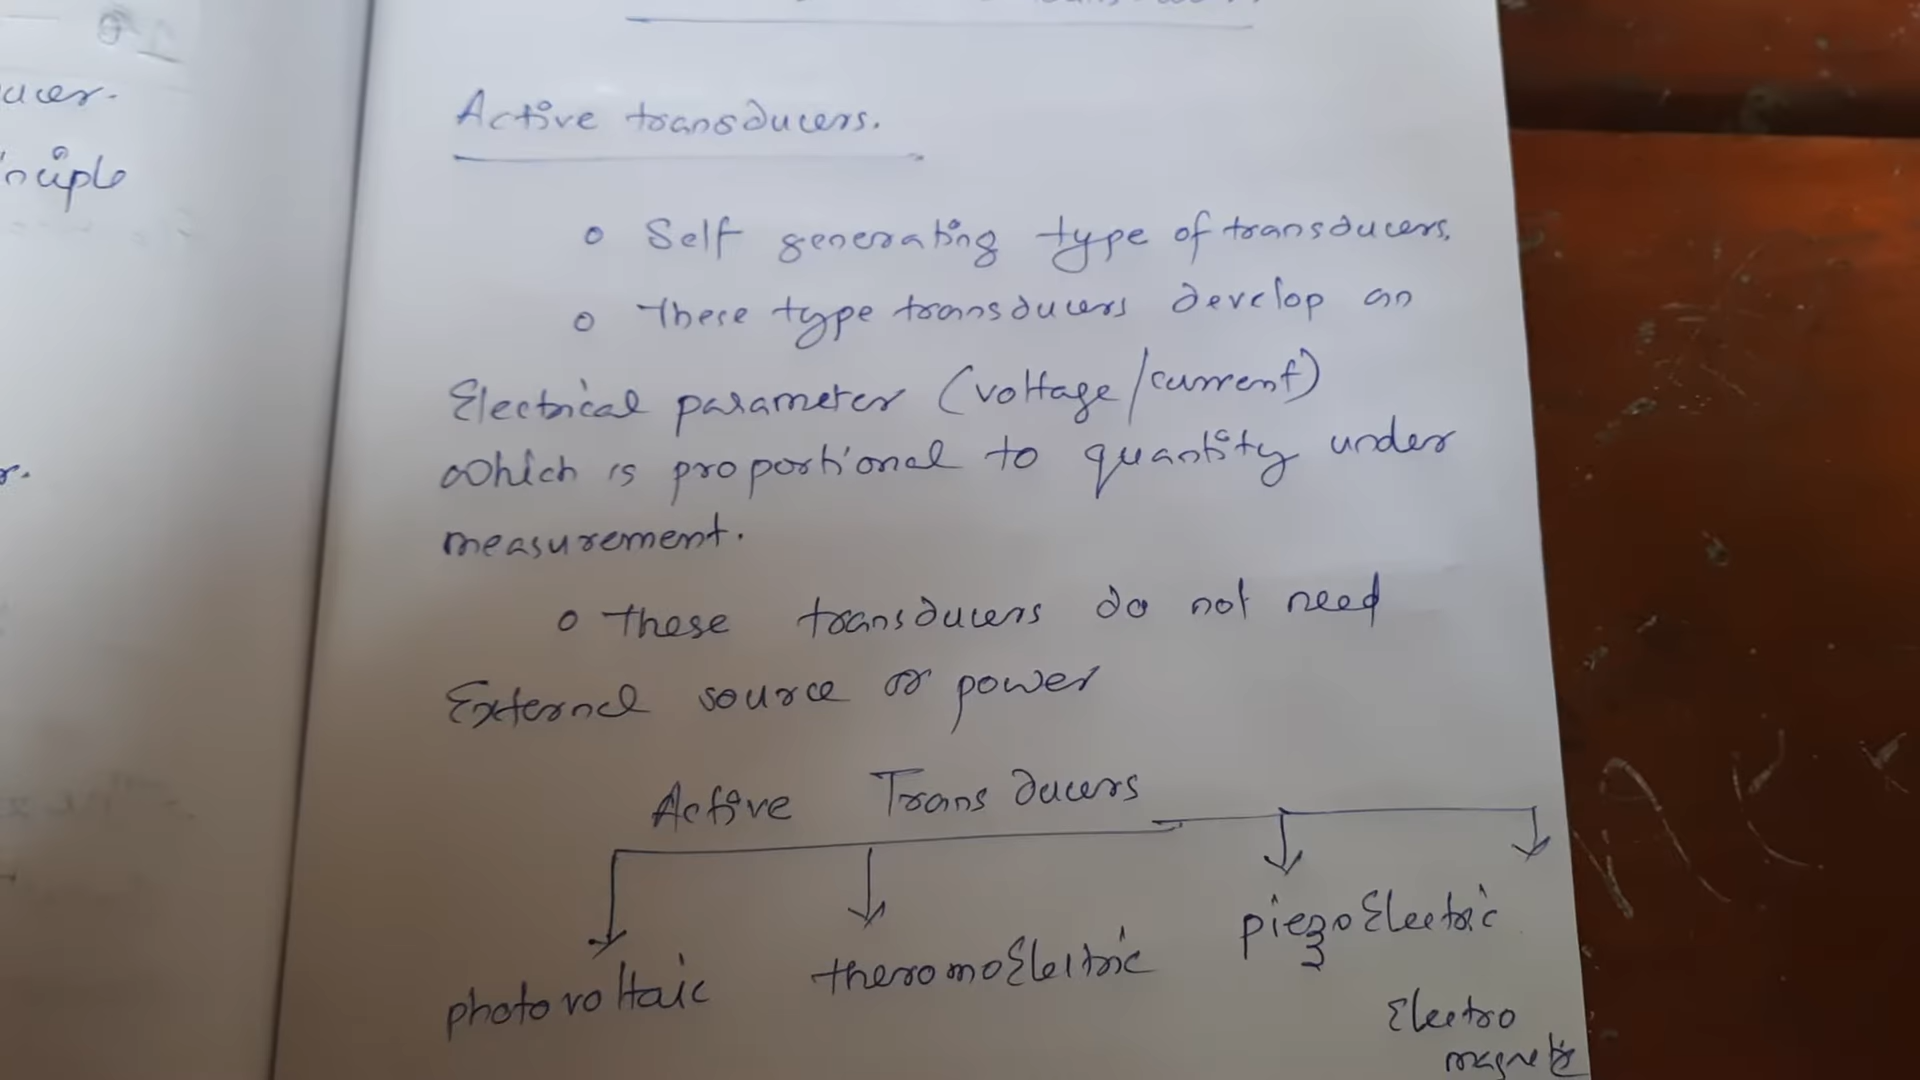 Active transducers.
o Self generating type of transducers.
o These type transducers develop an
Electrical parameter (voltage/current)
which is proportional to quantity under
measurement.
o these transducers do not need
External source or power
Active Transducers
photovoltaic thermoElectric piezoElectric
Electro
magnetic